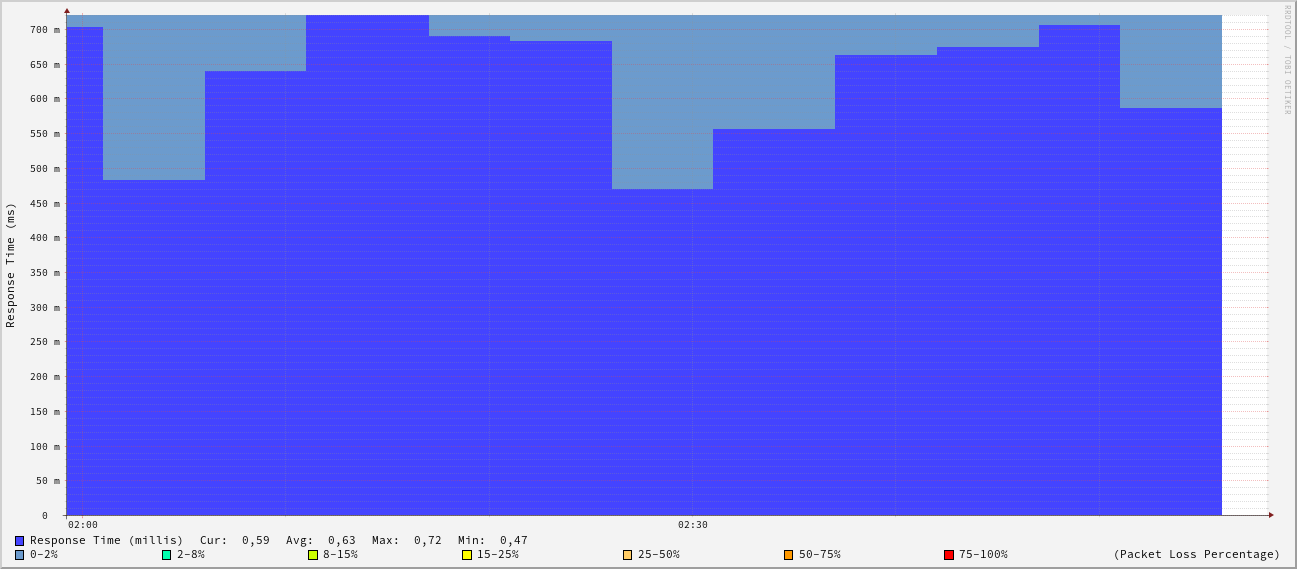 RRDTOOL / TOBI OETIKER
Response Time (ms)
700 m
650 m
600 m
550 m
500 m
450 m
400 m
350 m
300 m
250 m
200 m
150 m
100 m
50 m
0
02:00 02:30
Response Time (millis) Cur: 0,59 Avg: 0,63 Max: 0,72 Min: 0,47
0-2% 2-8% 8-15% 15-25% 25-50% 50-75% 75-100% (Packet Loss Percentage)